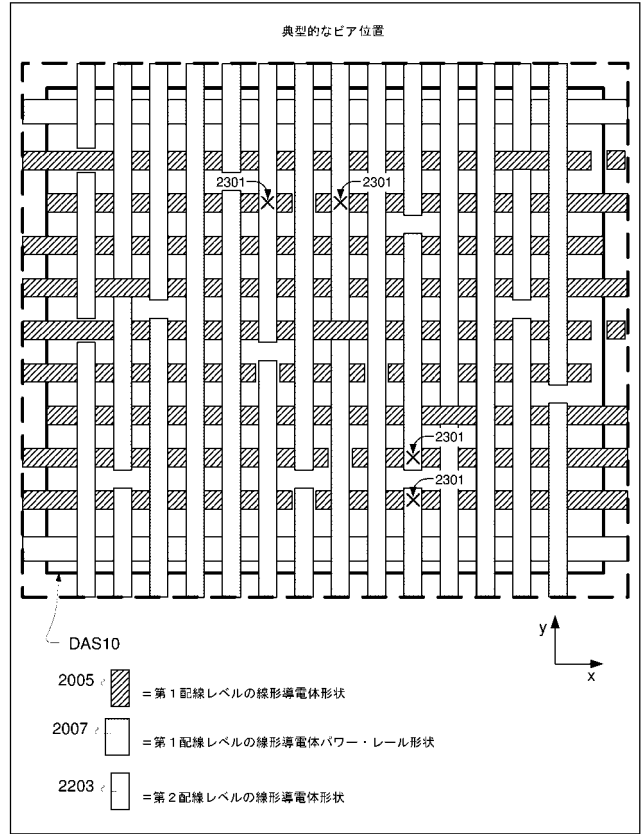 典型的なビア位置
2301 2301
2301
2301
DAS10
y
x
2005 =第1配線レベルの線形導電体形状
2007 =第1配線レベルの線形導電体パワー・レール形状
2203 =第2配線レベルの線形導電体形状